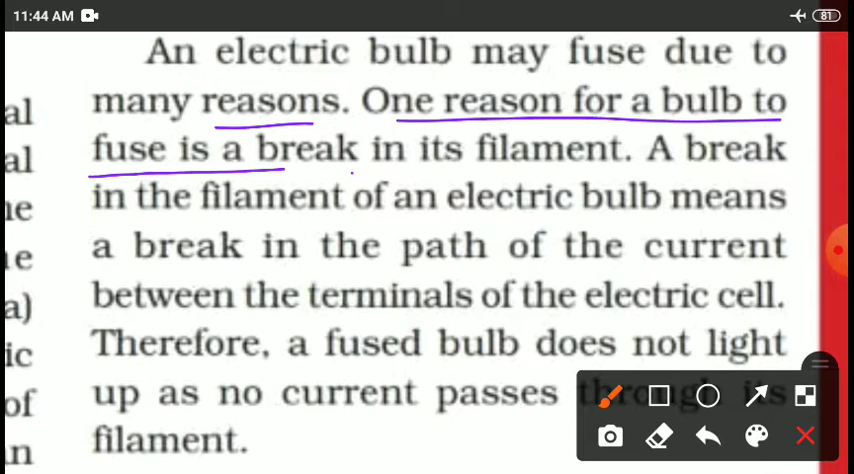 11:44 AM
81
An electric bulb may fuse due to
many reasons. One reason for a bulb to
fuse is a break in its filament. A break
in the filament of an electric bulb means
a break in the path of the current
between the terminals of the electric cell.
Therefore, a fused bulb does not light
up as no current passes through its
filament.
al
al
e
a)
ic
of
n